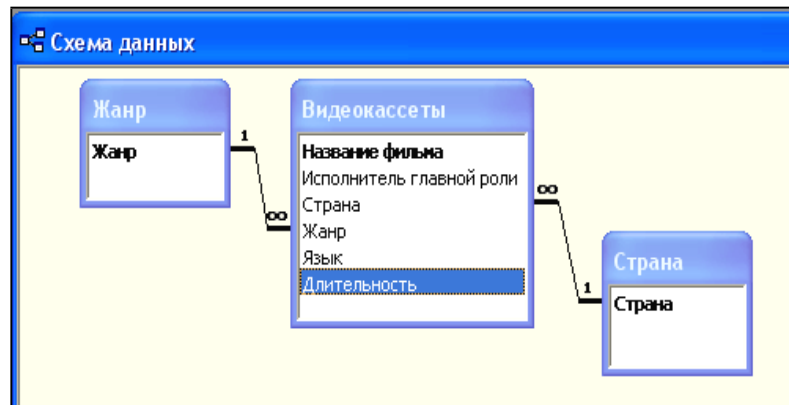 Схема данных
Жанр
Жанр
1
∞
Видеокассеты
Название фильма
Исполнитель главной роли
Страна
Жанр
Язык
Длительность
∞
1
Страна
Страна